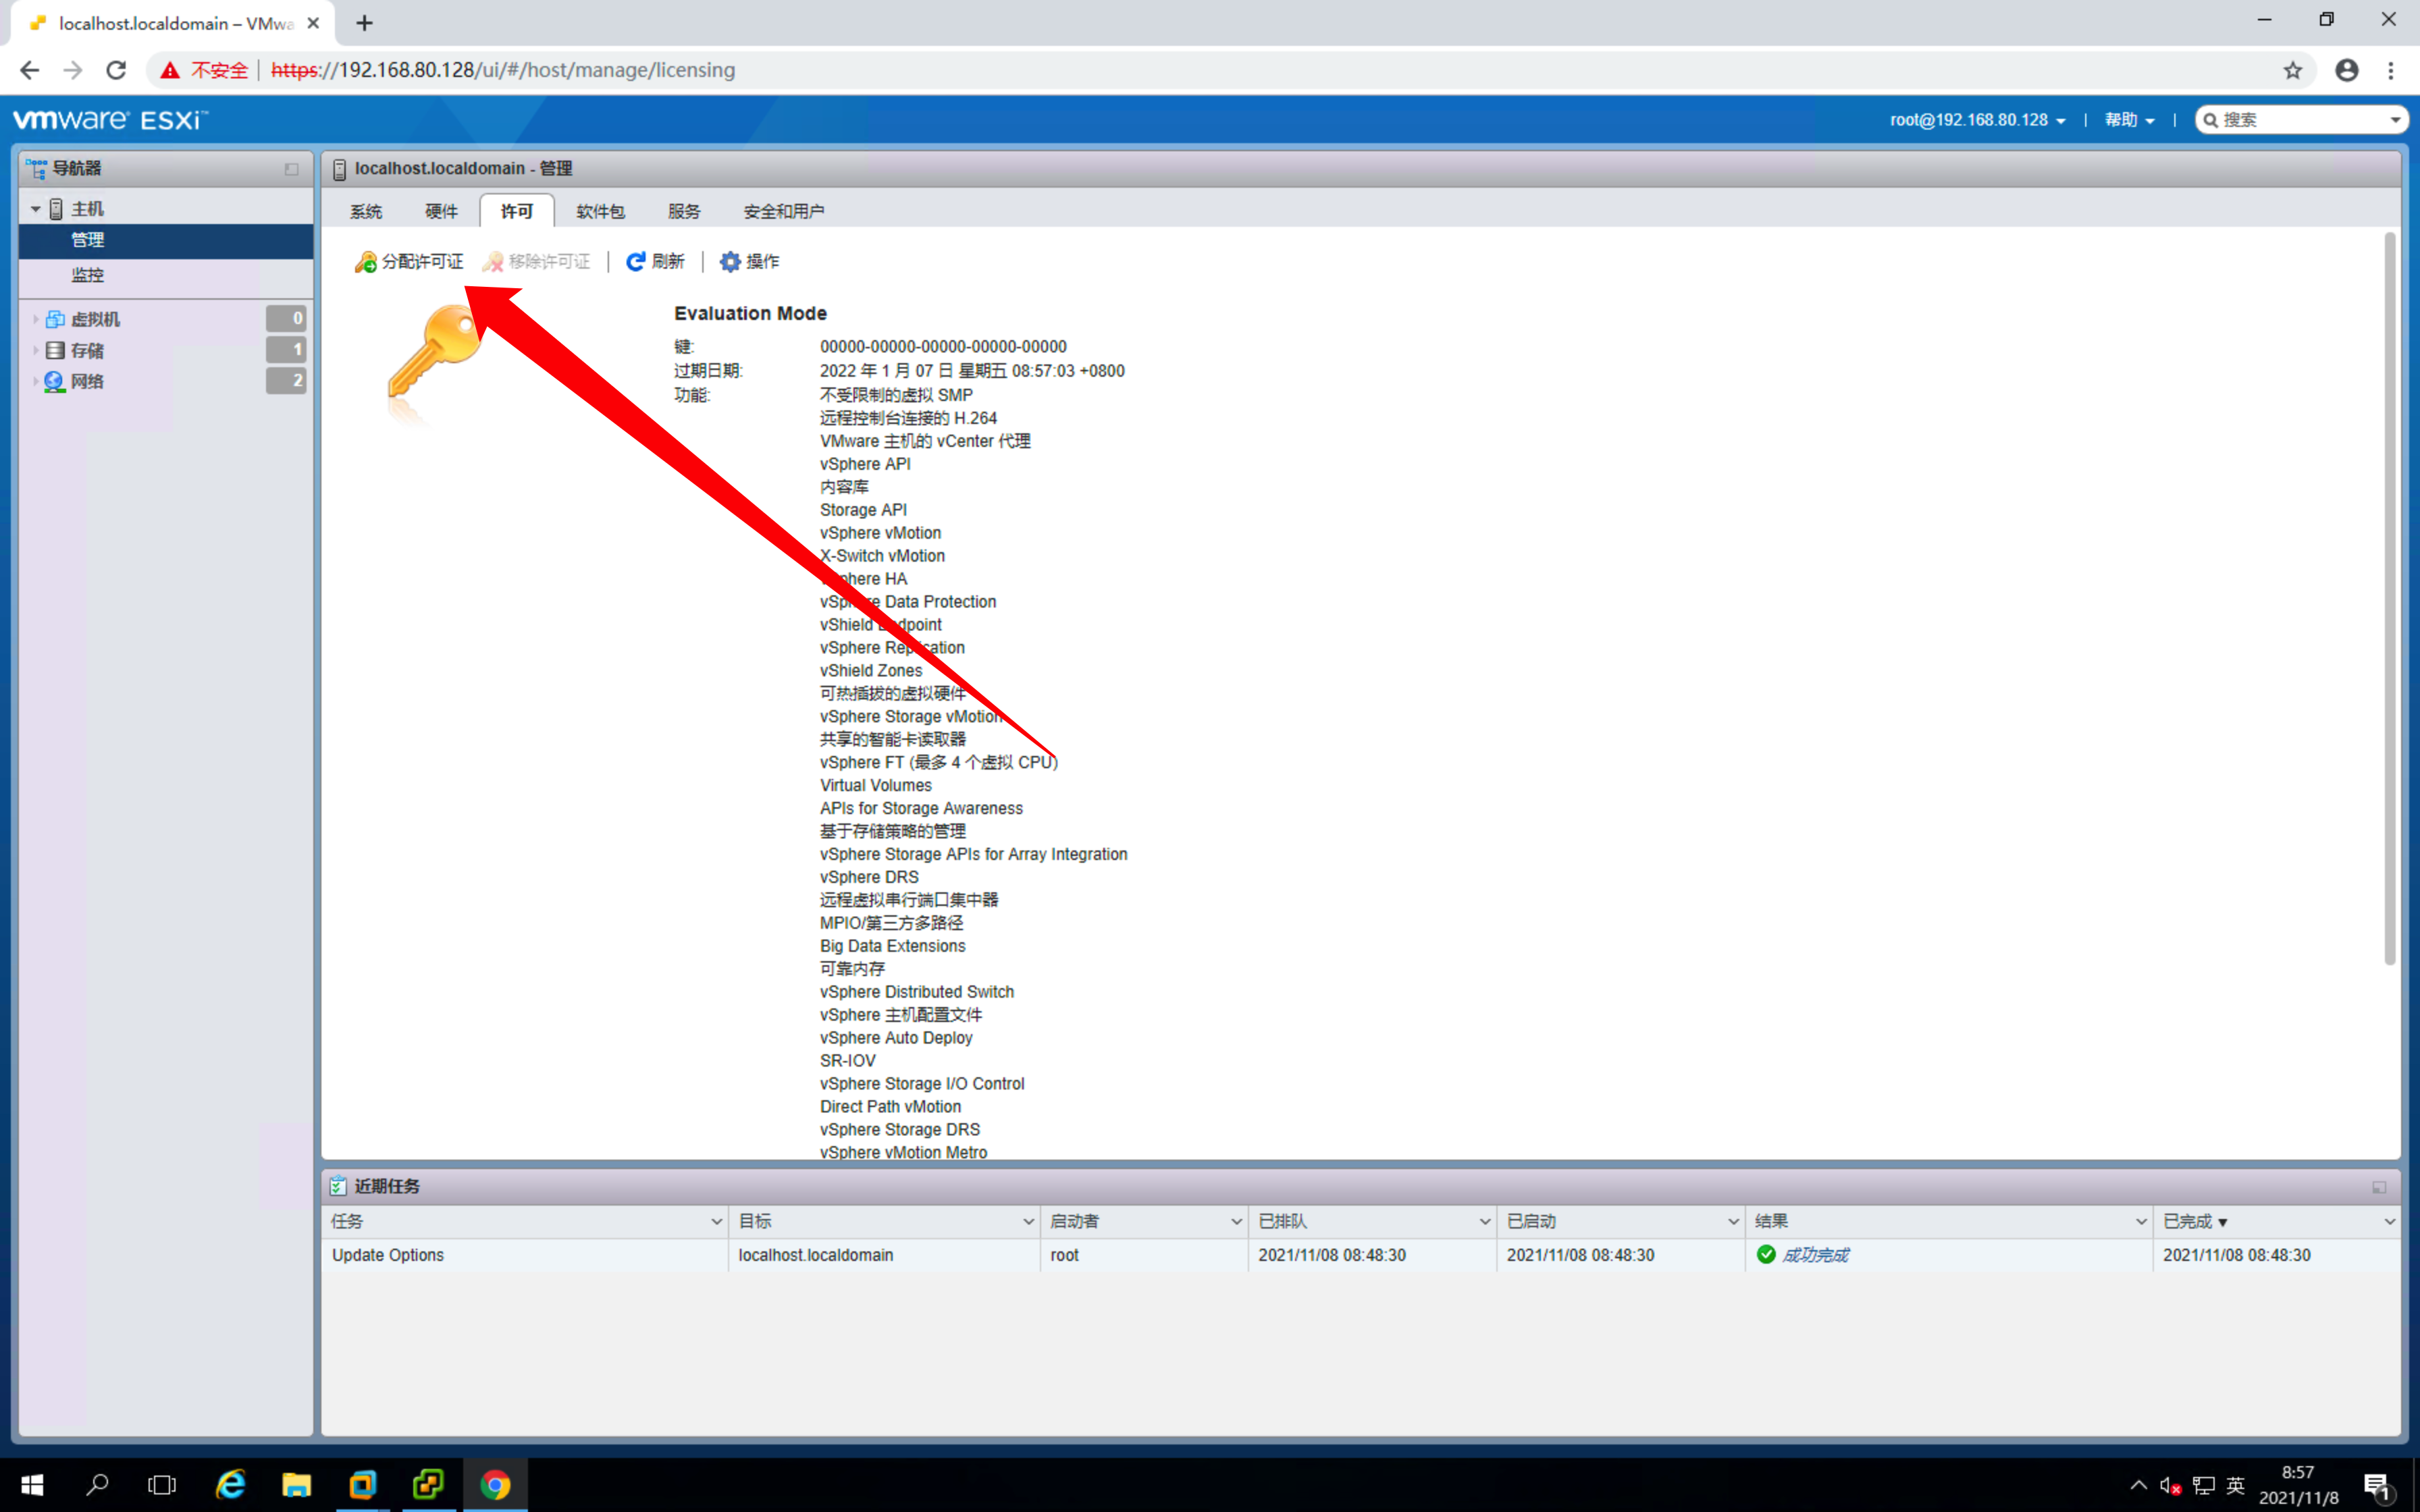 localhost.localdomain – VMwa
不安全 | https://192.168.80.128/ui/#/host/manage/licensing
vmware ESXi™
root@192.168.80.128 | 帮助 | 搜索
导航器
主机
管理
监控
虚拟机 0
存储 1
网络 2
localhost.localdomain - 管理
系统 硬件 许可 软件包 服务 安全和用户
分配许可证 移除许可证 | 刷新 | 操作
Evaluation Mode
键: 00000-00000-00000-00000-00000
过期日期: 2022 年 1 月 07 日 星期五 08:57:03 +0800
功能: 不受限制的虚拟 SMP
远程控制台连接的 H.264
VMware 主机的 vCenter 代理
vSphere API
内容库
Storage API
vSphere vMotion
X-Switch vMotion
vSphere HA
vSphere Data Protection
vShield Endpoint
vSphere Replication
vShield Zones
可热插拔的虚拟硬件
vSphere Storage vMotion
共享的智能卡读取器
vSphere FT (最多 4 个虚拟 CPU)
Virtual Volumes
APIs for Storage Awareness
基于存储策略的管理
vSphere Storage APIs for Array Integration
vSphere DRS
远程虚拟串行端口集中器
MPIO/第三方多路径
Big Data Extensions
可靠内存
vSphere Distributed Switch
vSphere 主机配置文件
vSphere Auto Deploy
SR-IOV
vSphere Storage I/O Control
Direct Path vMotion
vSphere Storage DRS
vSphere vMotion Metro
近期任务
任务 目标 启动者 已排队 已启动 结果 已完成 ▼
Update Options localhost.localdomain root 2021/11/08 08:48:30 2021/11/08 08:48:30 成功完成 2021/11/08 08:48:30
英
8:57
2021/11/8
1